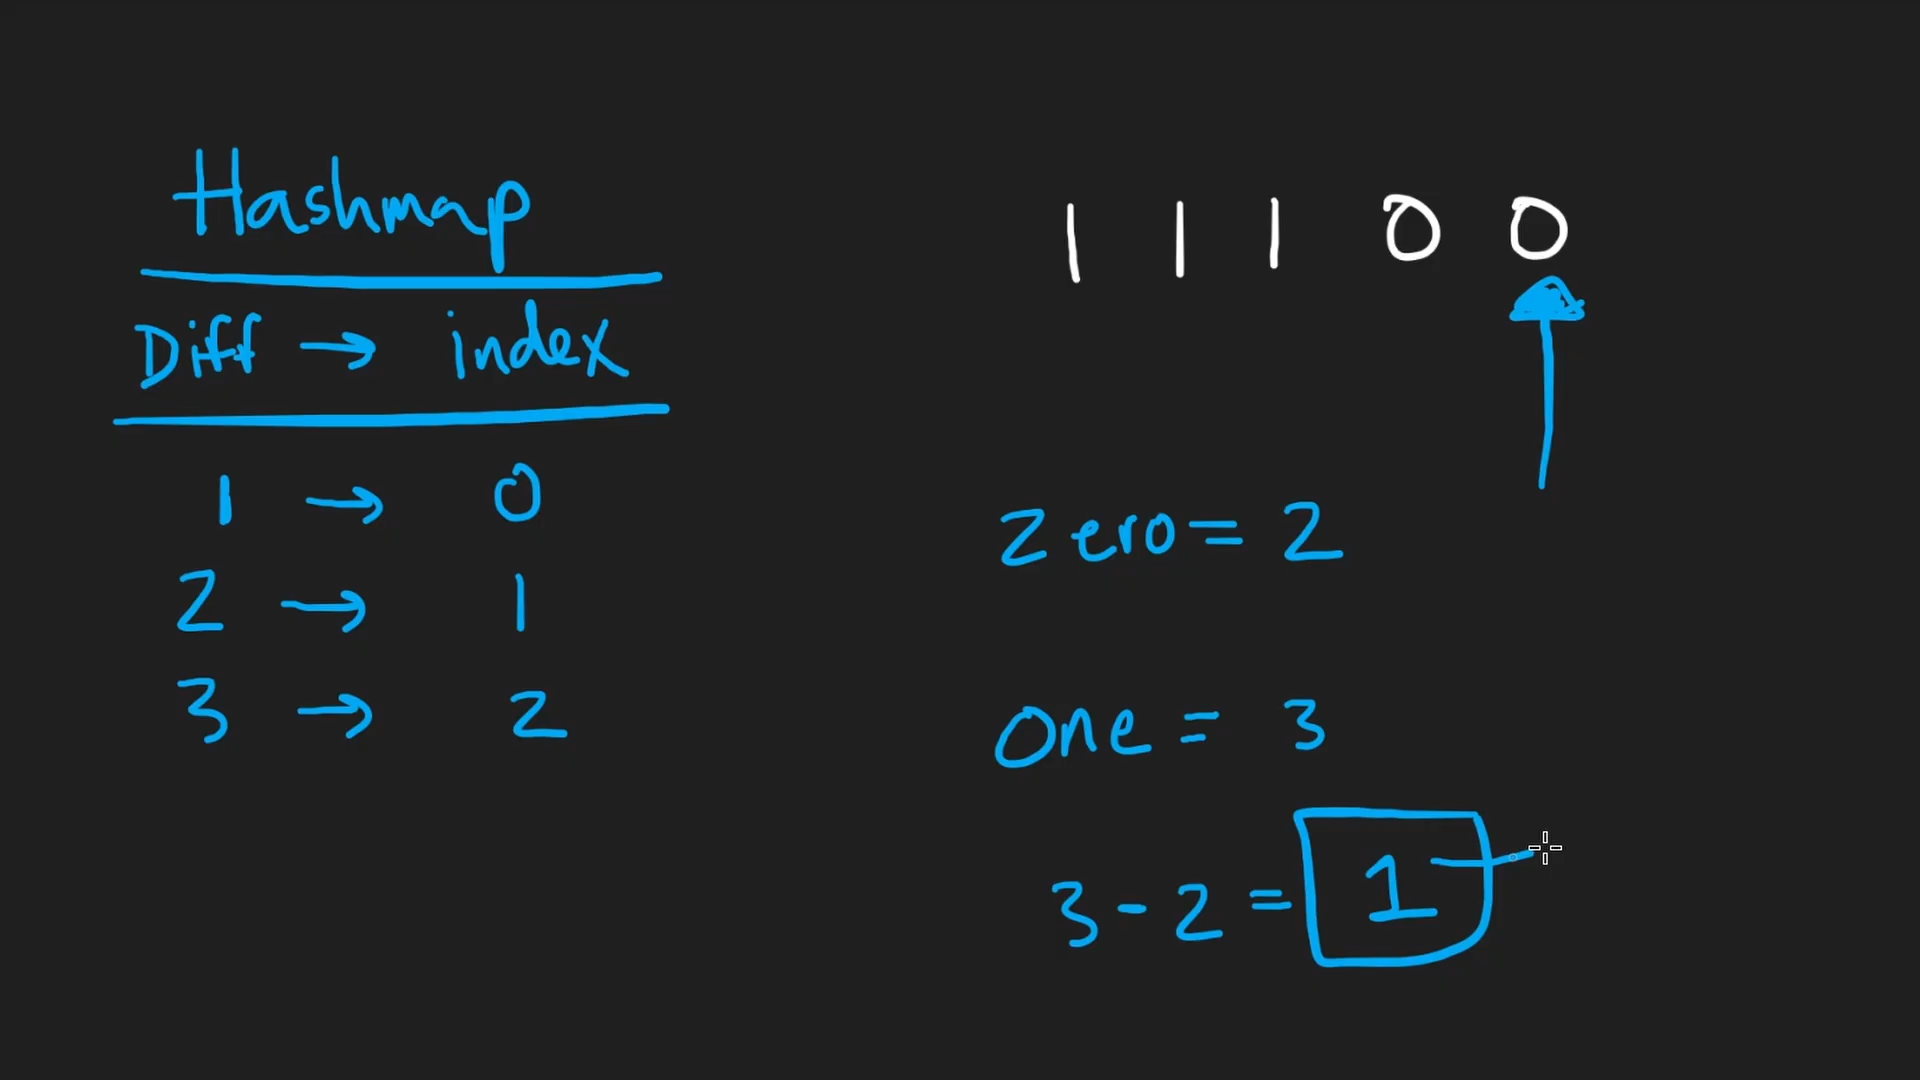 Hashmap
Diff → index
1 → 0
2 → 1
3 → 2
1 1 1 0 0
Zero = 2
One = 3
3 - 2 = 1